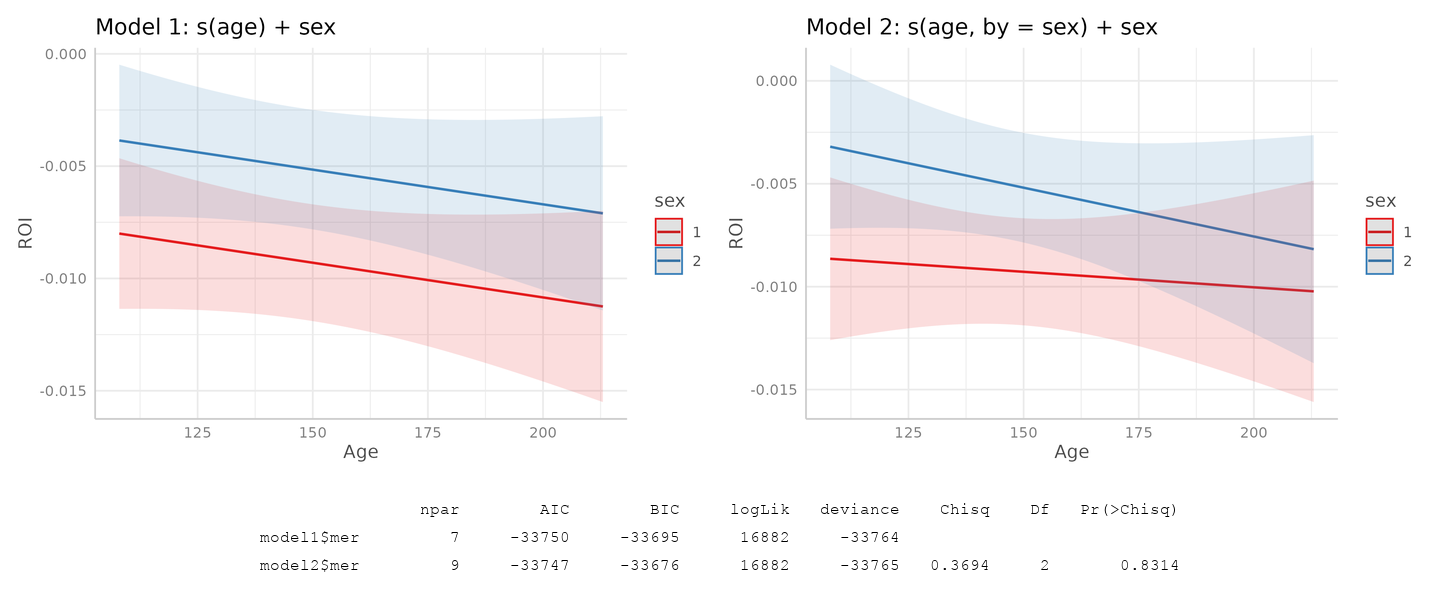 Model 1: s(age) + sex
0.000
-0.005
-0.010
-0.015
ROI
125 150 175 200
Age
sex
1
2
Model 2: s(age, by = sex) + sex
0.000
-0.005
-0.010
-0.015
ROI
125 150 175 200
Age
sex
1
2
npar AIC BIC logLik deviance Chisq Df Pr(>Chisq)
model1$mer 7 -33750 -33695 16882 -33764
model2$mer 9 -33747 -33676 16882 -33765 0.3694 2 0.8314